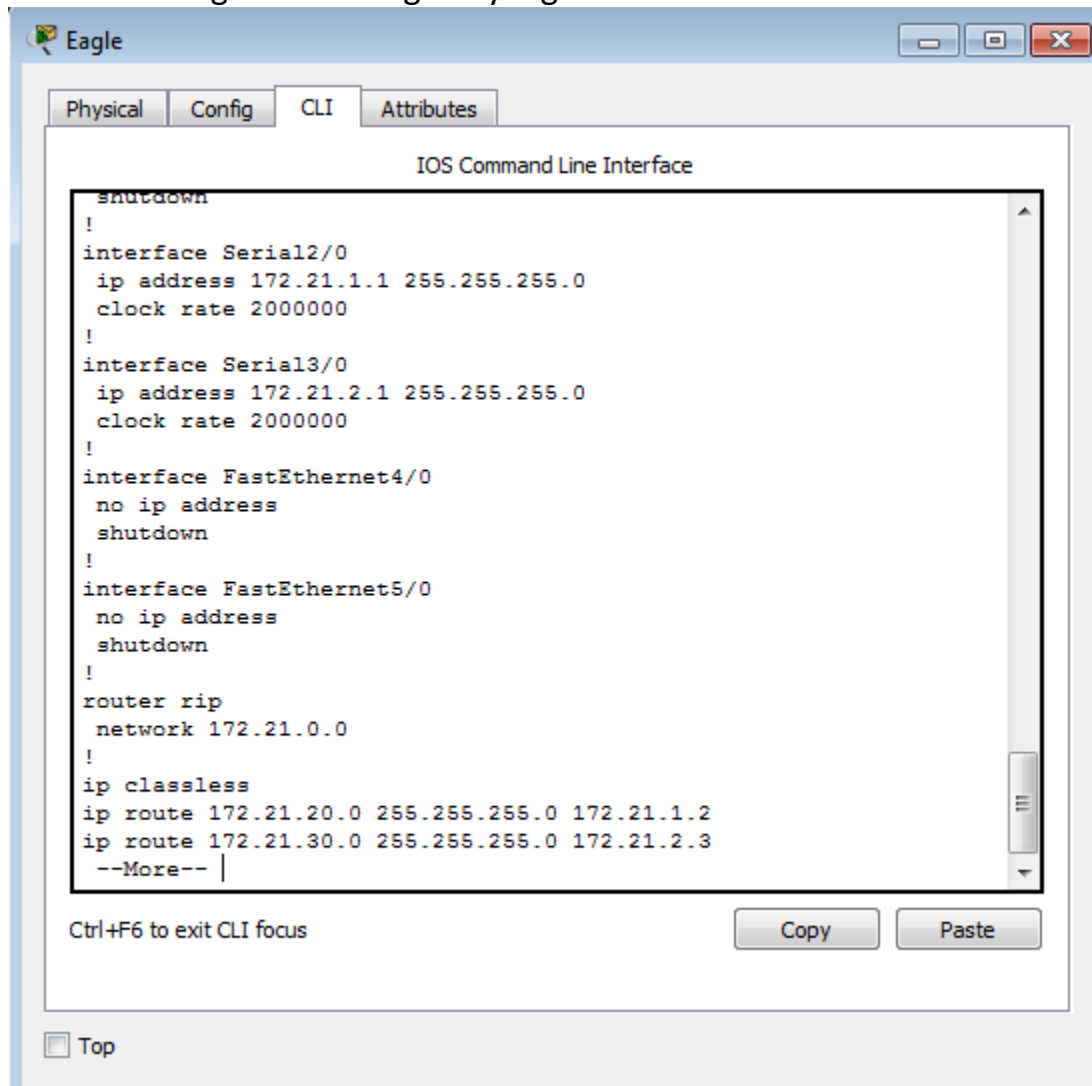 Eagle
Physical Config CLI Attributes
IOS Command Line Interface
shutdown
!
interface Serial2/0
ip address 172.21.1.1 255.255.255.0
clock rate 2000000
!
interface Serial3/0
ip address 172.21.2.1 255.255.255.0
clock rate 2000000
!
interface FastEthernet4/0
no ip address
shutdown
!
interface FastEthernet5/0
no ip address
shutdown
!
router rip
network 172.21.0.0
!
ip classless
ip route 172.21.20.0 255.255.255.0 172.21.1.2
ip route 172.21.30.0 255.255.255.0 172.21.2.3
--More--
Ctrl+F6 to exit CLI focus
Copy Paste
Top